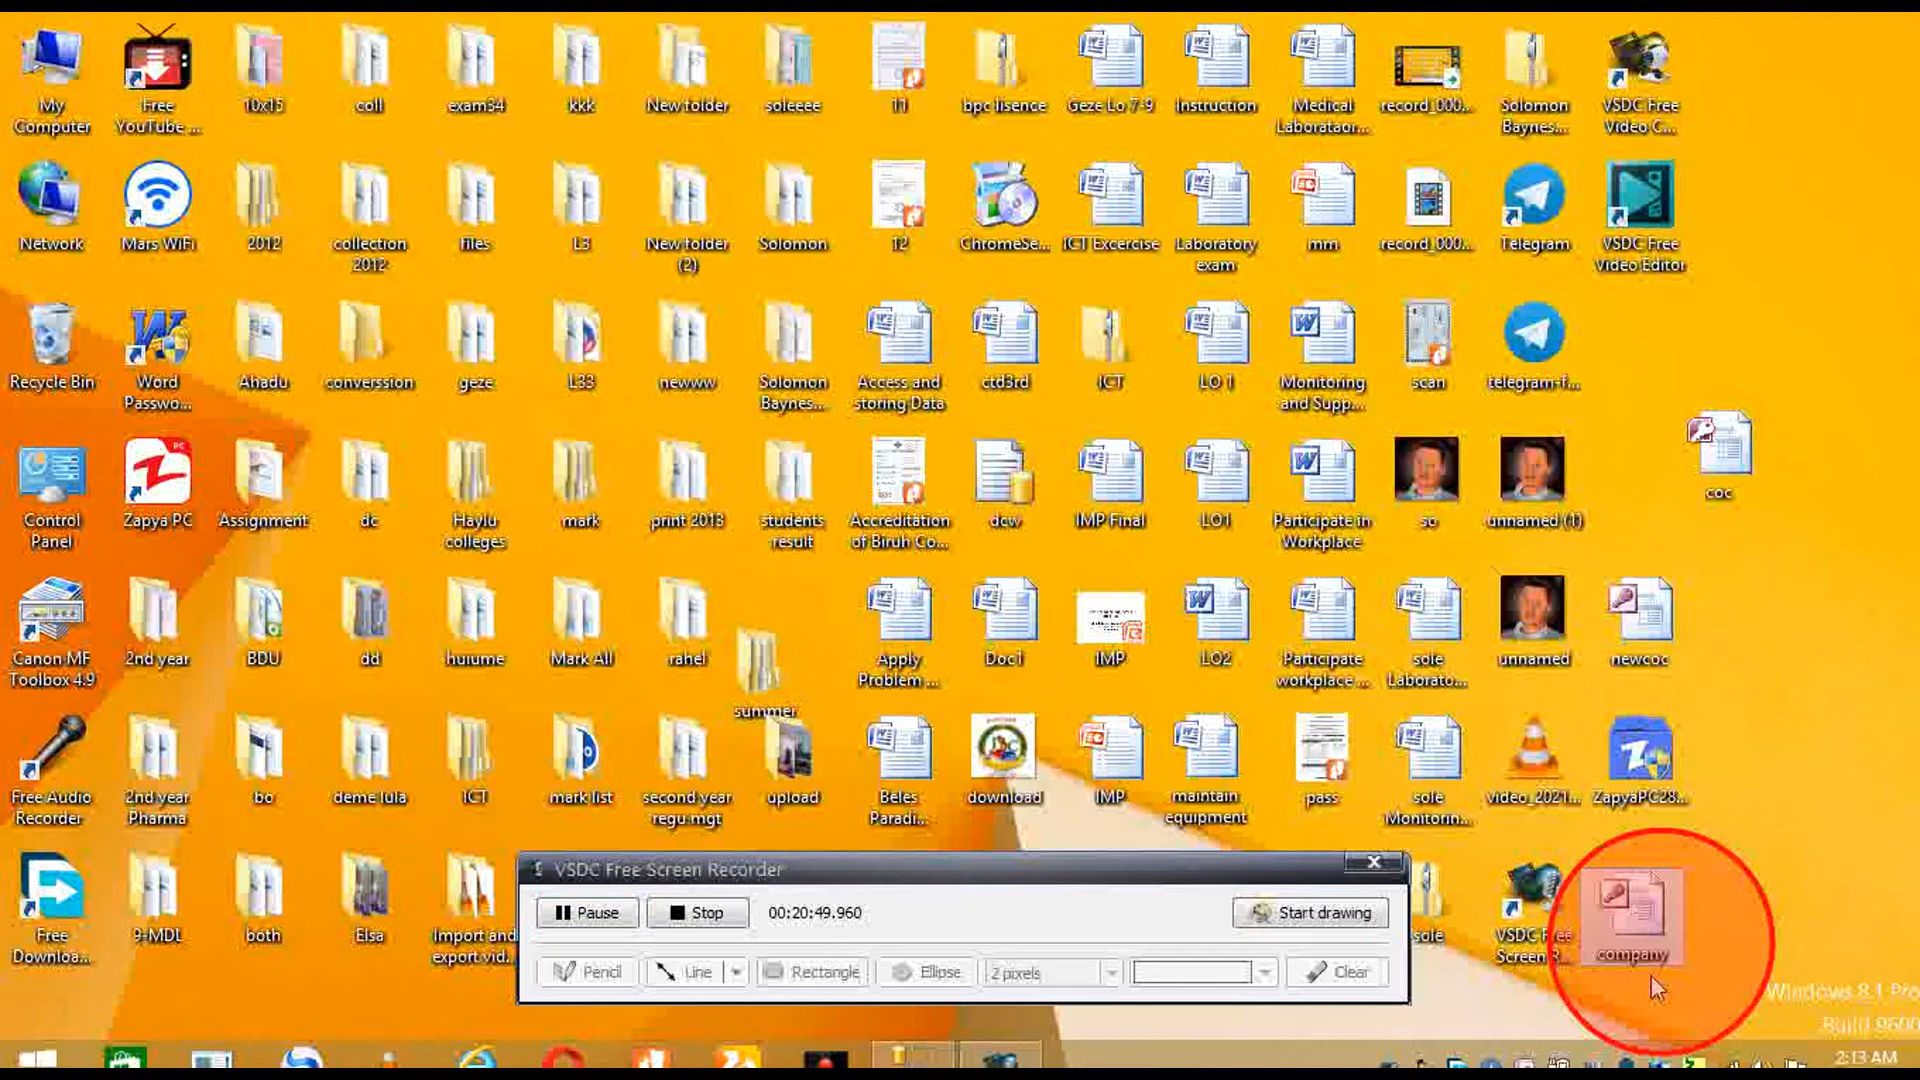 My
Computer
Free
YouTube ...
10x15
coll
exam34
kkk
New folder
soleeee
11
bpc lisence
Geze Lo 7-9
Instruction
Medical
Laborataor...
record_000...
Solomon
Baynes...
VSDC Free
Video C...
Network
Mars WiFi
2012
collection
2012
files
L3
New folder
(2)
Solomon
12
ChromeSe...
ICT Excercise
Laboratory
exam
mm
record_000...
Telegram
VSDC Free
Video Editor
Recycle Bin
Word
Passwo...
Ahadu
converssion
geze
L33
newww
Solomon
Baynes...
Access and
storing Data
ctd3rd
ICT
LO 1
Monitoring
and Supp...
scan
telegram-f...
Control
Panel
Zapya PC
Assignment
dc
Haylu
colleges
mark
print 2013
students
result
Accreditation
of Biruh Co...
dcw
IMP Final
LO1
Participate in
Workplace
so
unnamed (1)
coc
Canon MF
Toolbox 4.9
2nd year
BDU
dd
huiume
Mark All
rahel
summer
Apply
Problem ...
Doc1
IMP
LO2
Participate
workplace ...
sole
Laborato...
unnamed
newcoc
Free Audio
Recorder
2nd year
Pharma
bo
deme lula
ICT
mark list
second year
regu mgt
upload
Beles
Paradi...
download
IMP
maintain
equipment
pass
sole
Monitorin...
video_2021...
ZapyaPC28...
Free
Downloa...
9-MDL
both
Elsa
Import and
export vid...
VSDC Free Screen Recorder
Pause
Stop
00:20:49.960
Start drawing
Pencil
Line
Rectangle
Ellipse
2 pixels
Clear
sole
VSDC Free
Screen R...
company
Windows 8.1 Pro
Build 9600
2:13 AM